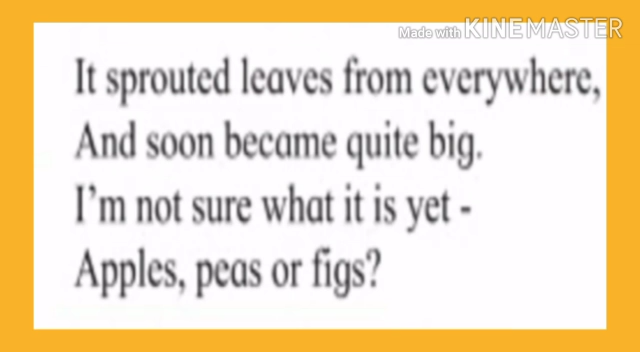 Made with KINEMASTER
It sprouted leaves from everywhere,
And soon became quite big.
I'm not sure what it is yet -
Apples, peas or figs?